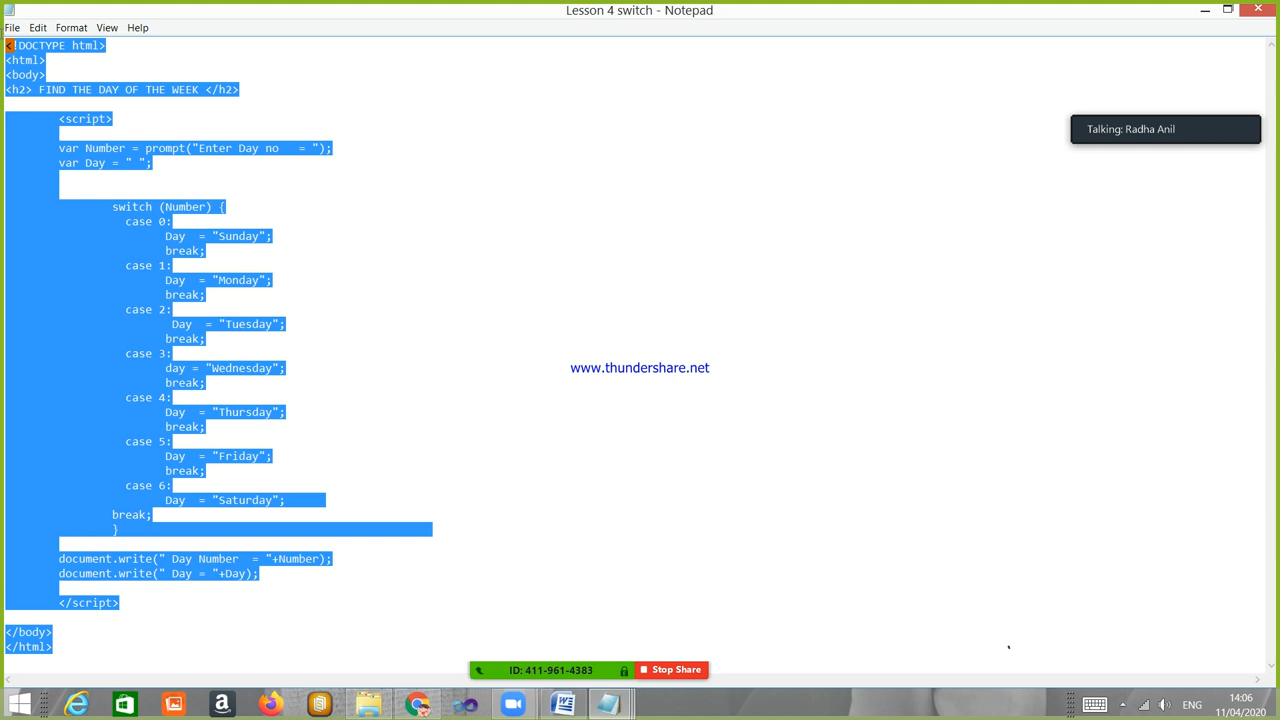 Lesson 4 switch - Notepad
File Edit Format View Help
<!DOCTYPE html>
<html>
<body>
<h2> FIND THE DAY OF THE WEEK </h2>
<script>
var Number = prompt("Enter Day no   = ");
var Day = " ";
switch (Number) {
case 0:
Day  = "Sunday";
break;
case 1:
Day  = "Monday";
break;
case 2:
Day  = "Tuesday";
break;
case 3:
day = "Wednesday";
break;
case 4:
Day  = "Thursday";
break;
case 5:
Day  = "Friday";
break;
case 6:
Day  = "Saturday";
break;
}
document.write(" Day Number  = "+Number);
document.write(" Day = "+Day);
</script>
</body>
</html>
Talking: Radha Anil
www.thundershare.net
ID: 411-961-4383 Stop Share
ENG
14:06
11/04/2020